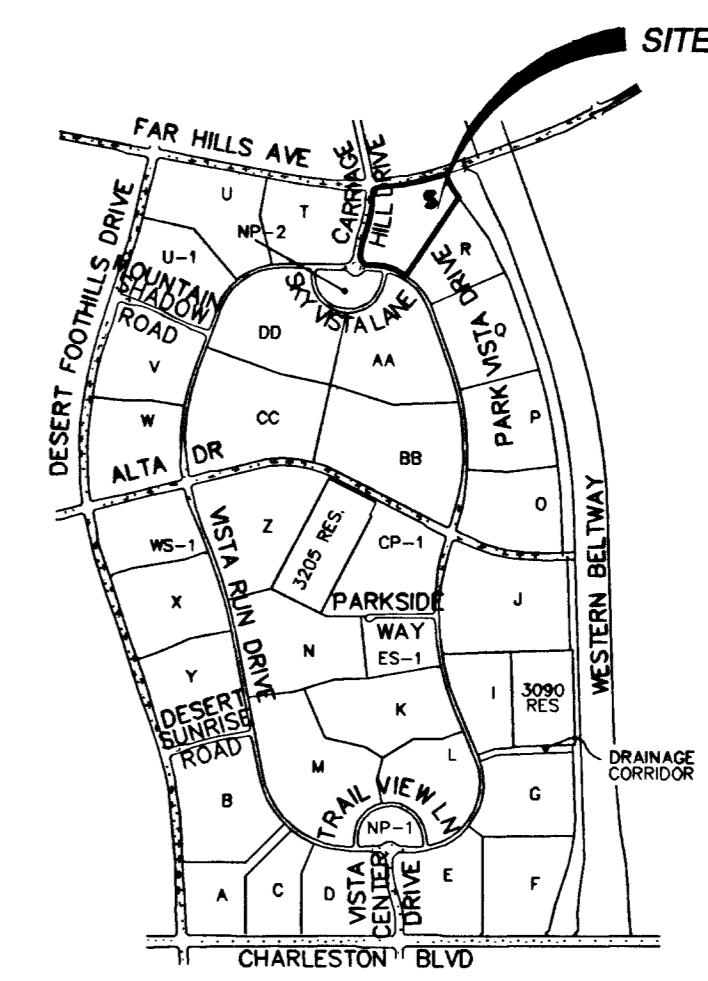 SITE
FAR HILLS AVE
CARRIAGE
HILL DRIVE
S
U
T
NP-2
R
U-1
DESERT FOOTHILLS DRIVE
MOUNTAIN
SHADOW
ROAD
SKY VISTA LANE
PARK VISTA DRIVE
Q
DD
AA
V
W
CC
BB
P
ALTA DR
O
WS-1
Z
3205 RES.
CP-1
VISTA RUN DRIVE
WESTERN BELTWAY
X
PARKSIDE
WAY
J
N
ES-1
Y
I
3090
RES
DESERT
SUNRISE
ROAD
K
L
M
DRAINAGE
CORRIDOR
B
G
TRAIL VIEW LN
NP-1
A
C
D
VISTA
CENTER
DRIVE
E
F
CHARLESTON BLVD